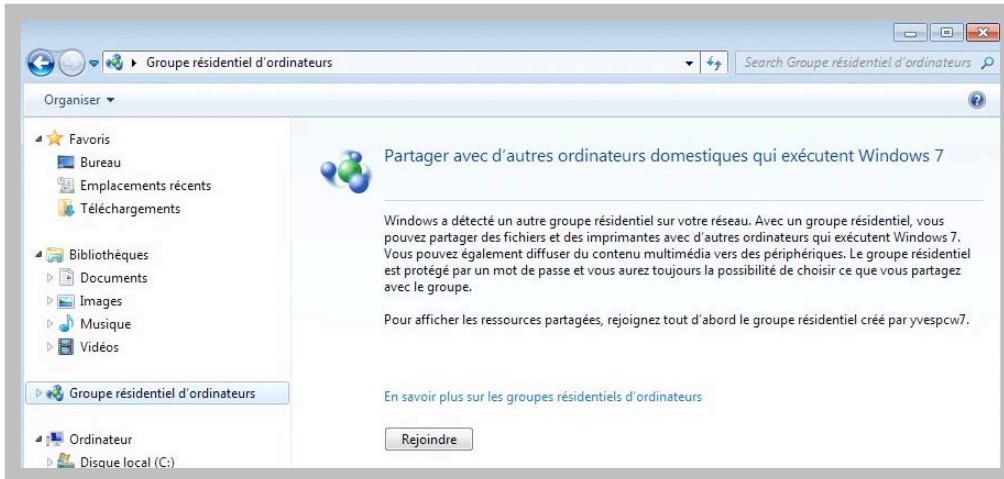 Groupe résidentiel d'ordinateurs
Search Groupe résidentiel d'ordinateurs
Organiser
Favoris
Bureau
Emplacements récents
Téléchargements
Bibliothèques
Documents
Images
Musique
Vidéos
Groupe résidentiel d'ordinateurs
Ordinateur
Disque local (C:)
Partager avec d'autres ordinateurs domestiques qui exécutent Windows 7
Windows a détecté un autre groupe résidentiel sur votre réseau. Avec un groupe résidentiel, vous
pouvez partager des fichiers et des imprimantes avec d'autres ordinateurs qui exécutent Windows 7.
Vous pouvez également diffuser du contenu multimédia vers des périphériques. Le groupe résidentiel
est protégé par un mot de passe et vous aurez toujours la possibilité de choisir ce que vous partagez
avec le groupe.
Pour afficher les ressources partagées, rejoignez tout d'abord le groupe résidentiel créé par yvespcw7.
En savoir plus sur les groupes résidentiels d'ordinateurs
Rejoindre